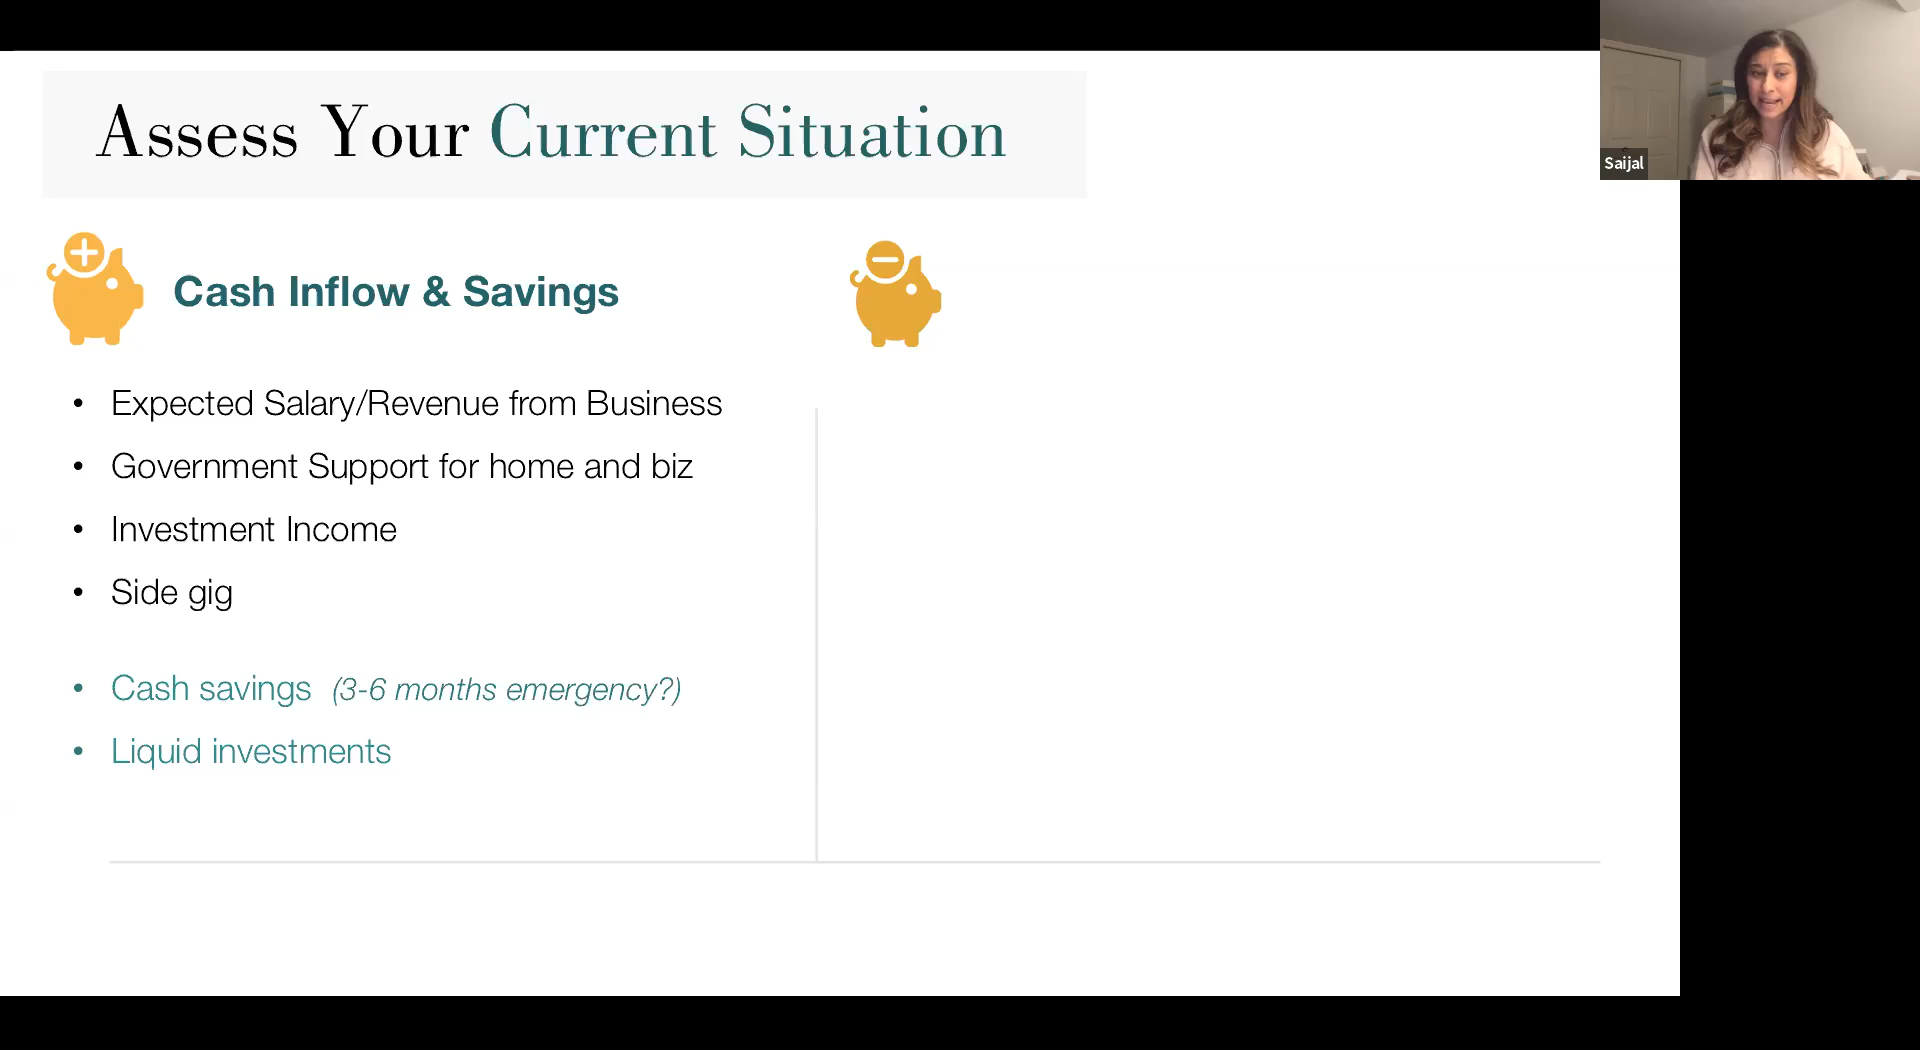 Assess Your Current Situation
Cash Inflow & Savings
• Expected Salary/Revenue from Business
• Government Support for home and biz
• Investment Income
• Side gig
• Cash savings (3-6 months emergency?)
• Liquid investments
Saijal